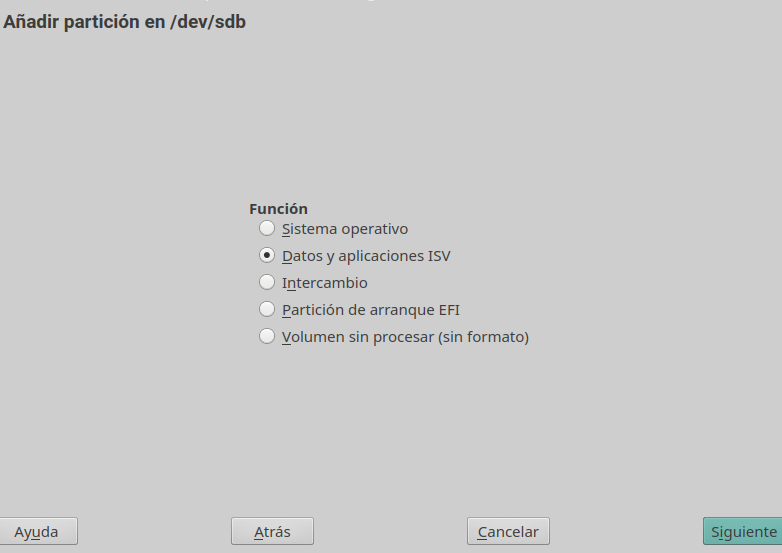 Añadir partición en /dev/sdb
Función
Sistema operativo
Datos y aplicaciones ISV
Intercambio
Partición de arranque EFI
Volumen sin procesar (sin formato)
Ayuda
Atrás
Cancelar
Siguiente